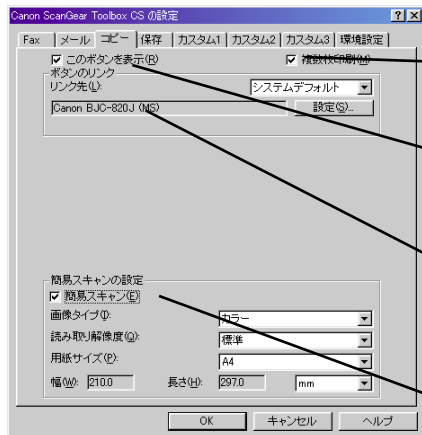 Canon ScanGear Toolbox CS の設定
Fax メール コピー 保存 カスタム1 カスタム2 カスタム3 環境設定
このボタンを表示(R) 複数枚印刷(M)
ボタンのリンク
リンク先(L): システムデフォルト
Canon BJC-820J (MS) 設定(S)...
簡易スキャンの設定
簡易スキャン(E)
画像タイプ(I): カラー
読み取り解像度(Q): 標準
用紙サイズ(P): A4
幅(W): 210.0 長さ(H): 297.0 mm
OK キャンセル ヘルプ